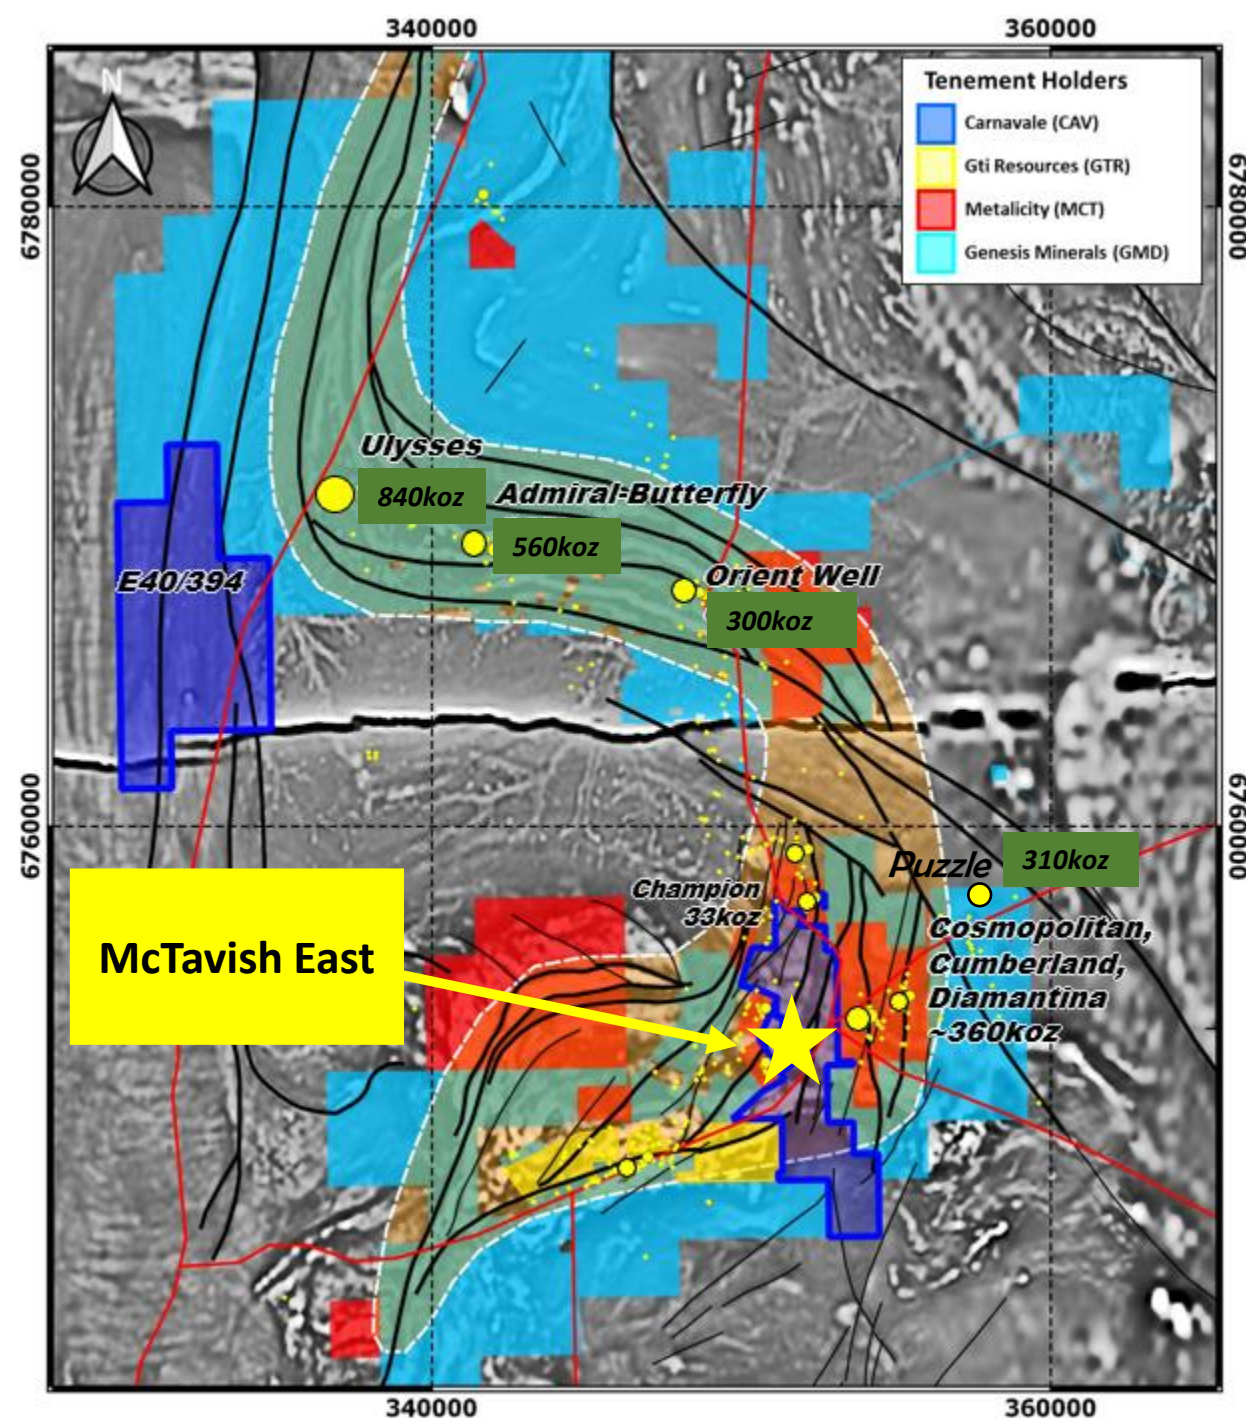 340000
360000
N
Tenement Holders
Carnavale (CAV)
Gti Resources (GTR)
Metalicity (MCT)
Genesis Minerals (GMD)
6780000
6780000
Ulysses
840koz
Admiral-Butterfly
560koz
E40/394
Orient Well
300koz
6760000
6760000
Puzzle
310koz
Champion
33koz
McTavish East
Cosmopolitan,
Cumberland,
Diamantina
~360koz
340000
360000